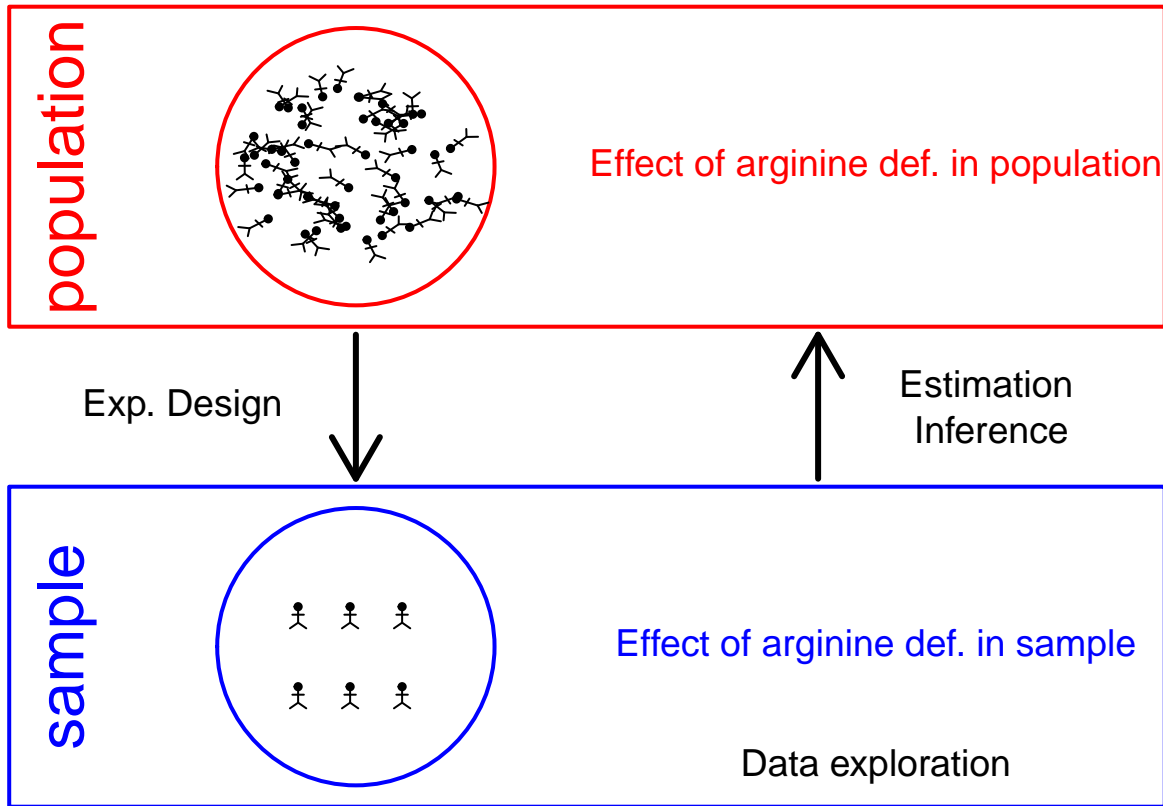 population
Effect of arginine def. in population
Exp. Design
Estimation
Inference
sample
Effect of arginine def. in sample
Data exploration